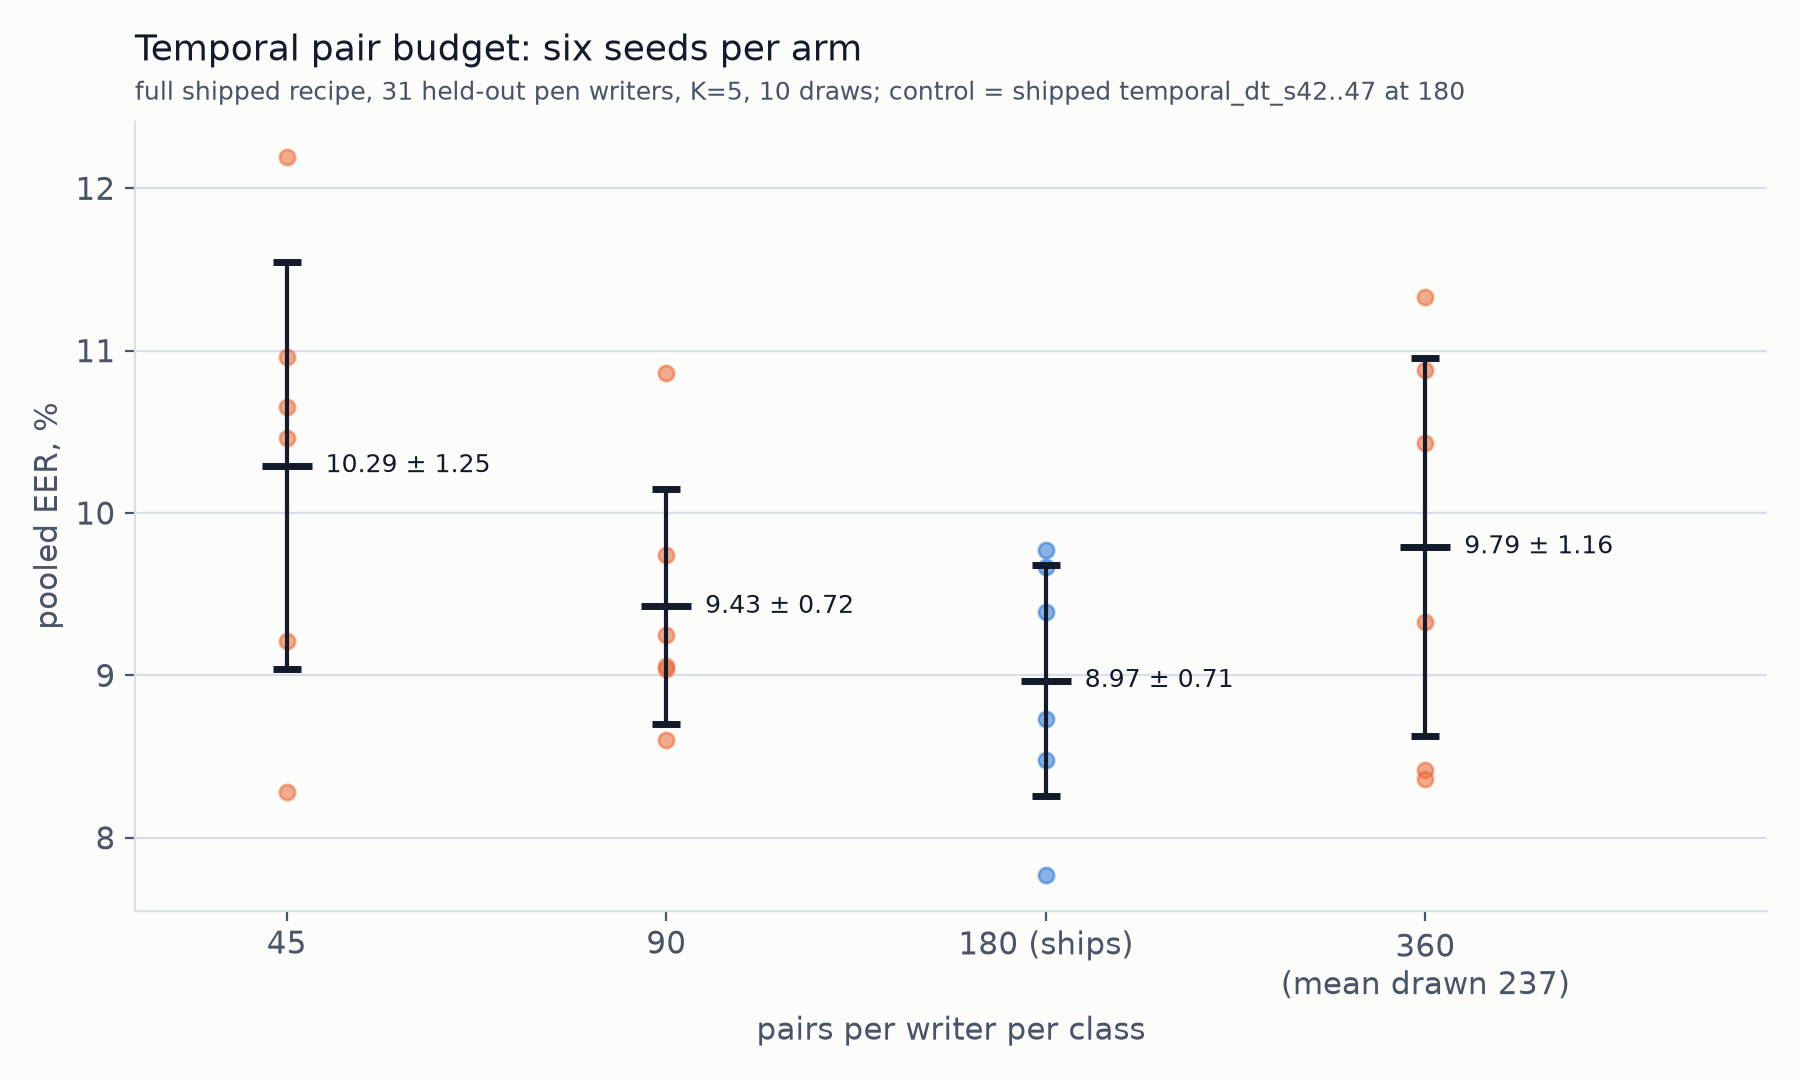 Temporal pair budget: six seeds per arm
full shipped recipe, 31 held-out pen writers, K=5, 10 draws; control = shipped temporal_dt_s42..47 at 180
pooled EER, %
12
11
10
9
8
10.29 ± 1.25
9.43 ± 0.72
8.97 ± 0.71
9.79 ± 1.16
45
90
180 (ships)
360
(mean drawn 237)
pairs per writer per class